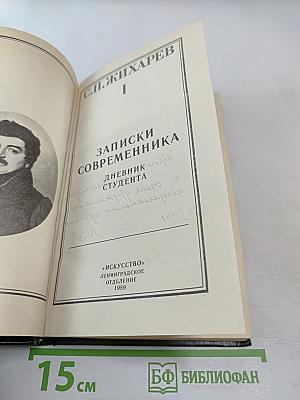 С.П. ЖИХАРЕВ
I
ЗАПИСКИ
СОВРЕМЕННИКА
ДНЕВНИК
СТУДЕНТА
«ИСКУССТВО»
ЛЕНИНГРАДСКОЕ
ОТДЕЛЕНИЕ
1989
15 см
БФ БИБЛИОФАН